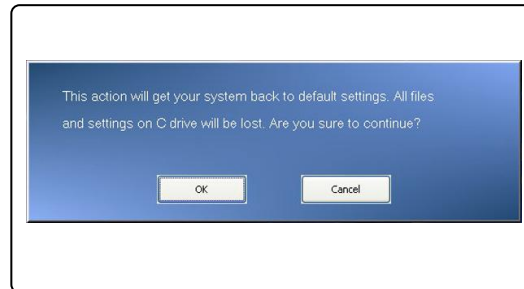 This action will get your system back to default settings. All files
and settings on C drive will be lost. Are you sure to continue?
OK
Cancel